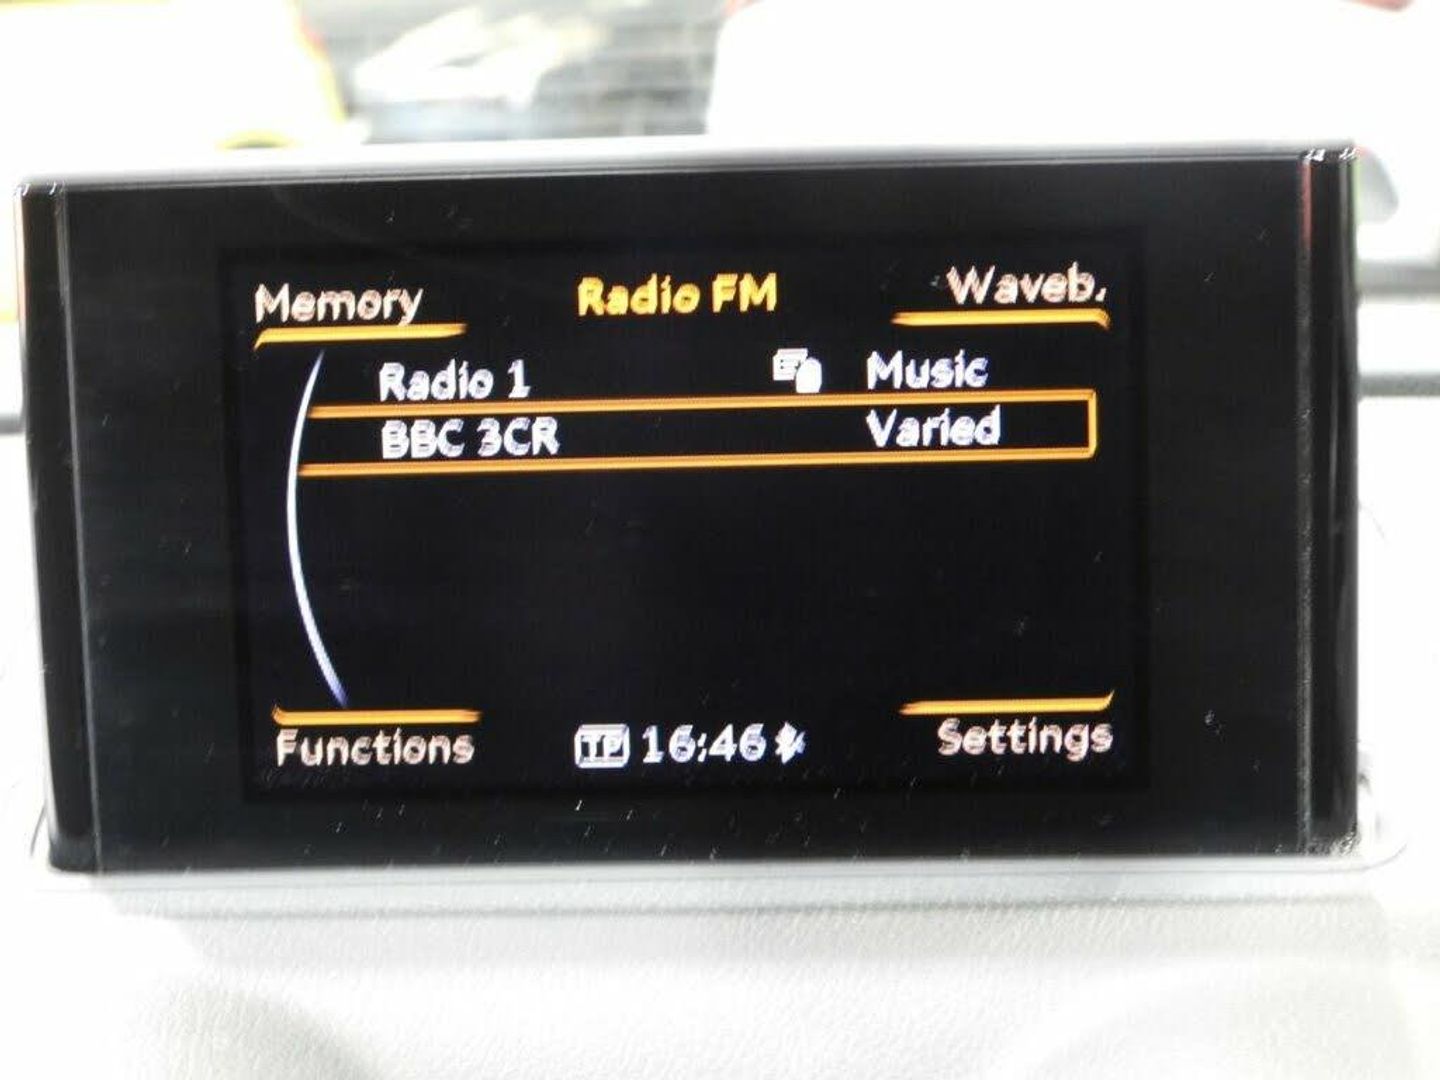 Memory Radio FM Waveb.
Radio 1 Music
BBC 3CR Varied
Functions TP 16:46 Settings